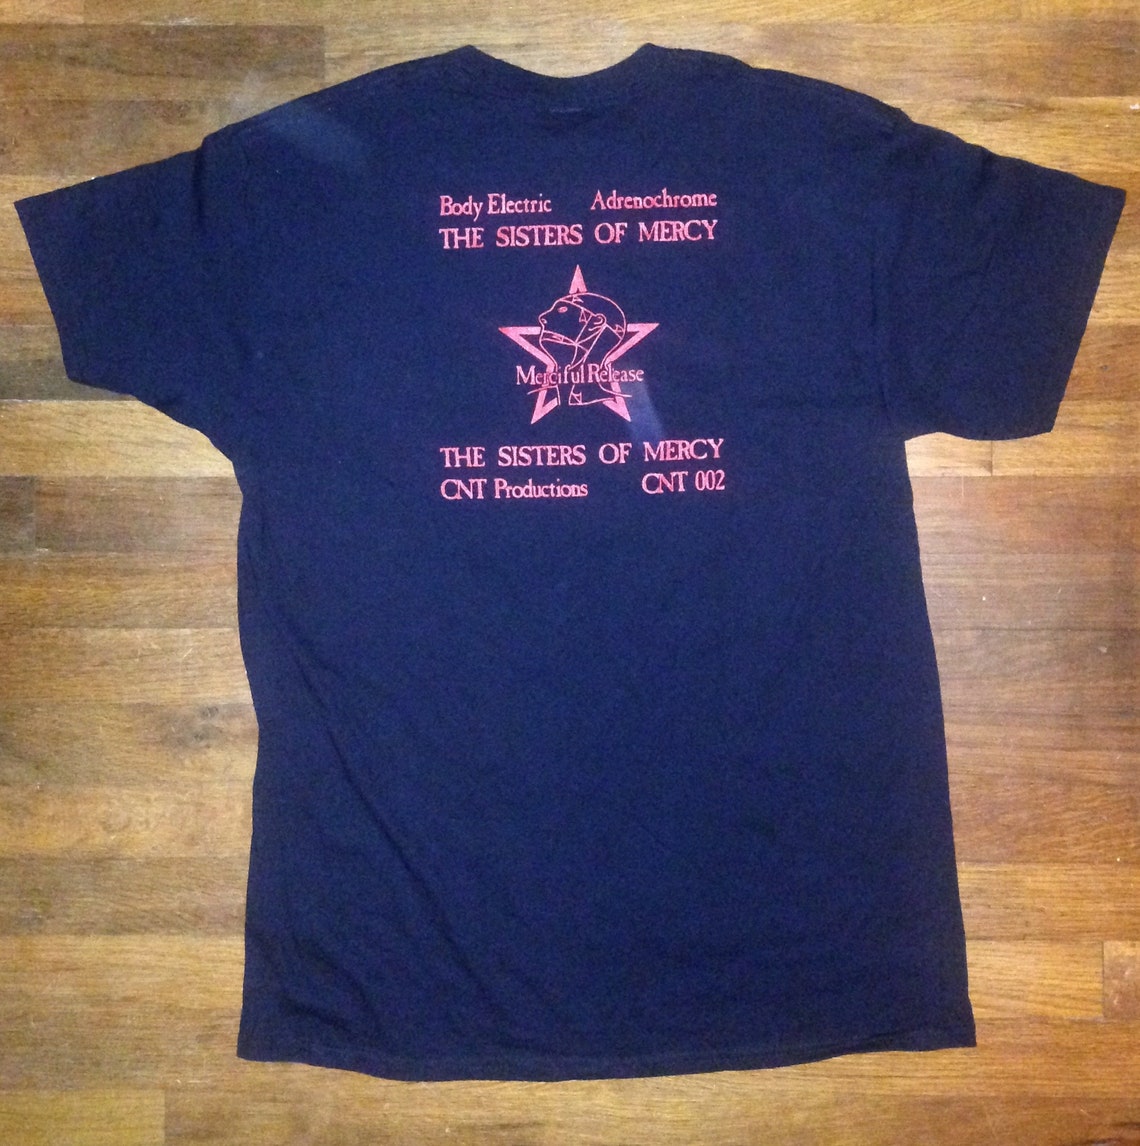 Body Electric Adrenochrome
THE SISTERS OF MERCY
Merciful Release
THE SISTERS OF MERCY
CNT Productions CNT 002